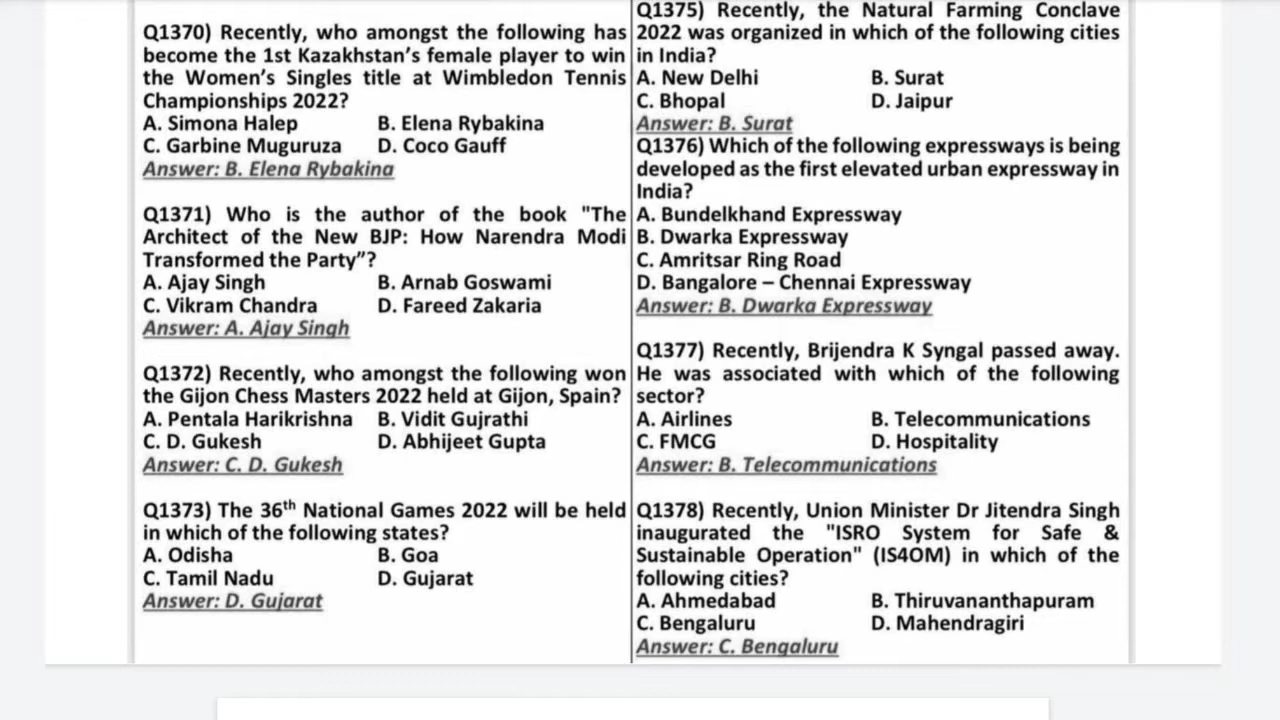 Q1370) Recently, who amongst the following has
become the 1st Kazakhstan's female player to win
the Women's Singles title at Wimbledon Tennis
Championships 2022?
A. Simona Halep B. Elena Rybakina
C. Garbine Muguruza D. Coco Gauff
Answer: B. Elena Rybakina
Q1371) Who is the author of the book "The
Architect of the New BJP: How Narendra Modi
Transformed the Party”?
A. Ajay Singh B. Arnab Goswami
C. Vikram Chandra D. Fareed Zakaria
Answer: A. Ajay Singh
Q1372) Recently, who amongst the following won
the Gijon Chess Masters 2022 held at Gijon, Spain?
A. Pentala Harikrishna B. Vidit Gujrathi
C. D. Gukesh D. Abhijeet Gupta
Answer: C. D. Gukesh
Q1373) The 36th National Games 2022 will be held
in which of the following states?
A. Odisha B. Goa
C. Tamil Nadu D. Gujarat
Answer: D. Gujarat
Q1375) Recently, the Natural Farming Conclave
2022 was organized in which of the following cities
in India?
A. New Delhi B. Surat
C. Bhopal D. Jaipur
Answer: B. Surat
Q1376) Which of the following expressways is being
developed as the first elevated urban expressway in
India?
A. Bundelkhand Expressway
B. Dwarka Expressway
C. Amritsar Ring Road
D. Bangalore – Chennai Expressway
Answer: B. Dwarka Expressway
Q1377) Recently, Brijendra K Syngal passed away.
He was associated with which of the following
sector?
A. Airlines B. Telecommunications
C. FMCG D. Hospitality
Answer: B. Telecommunications
Q1378) Recently, Union Minister Dr Jitendra Singh
inaugurated the "ISRO System for Safe &
Sustainable Operation" (IS4OM) in which of the
following cities?
A. Ahmedabad B. Thiruvananthapuram
C. Bengaluru D. Mahendragiri
Answer: C. Bengaluru